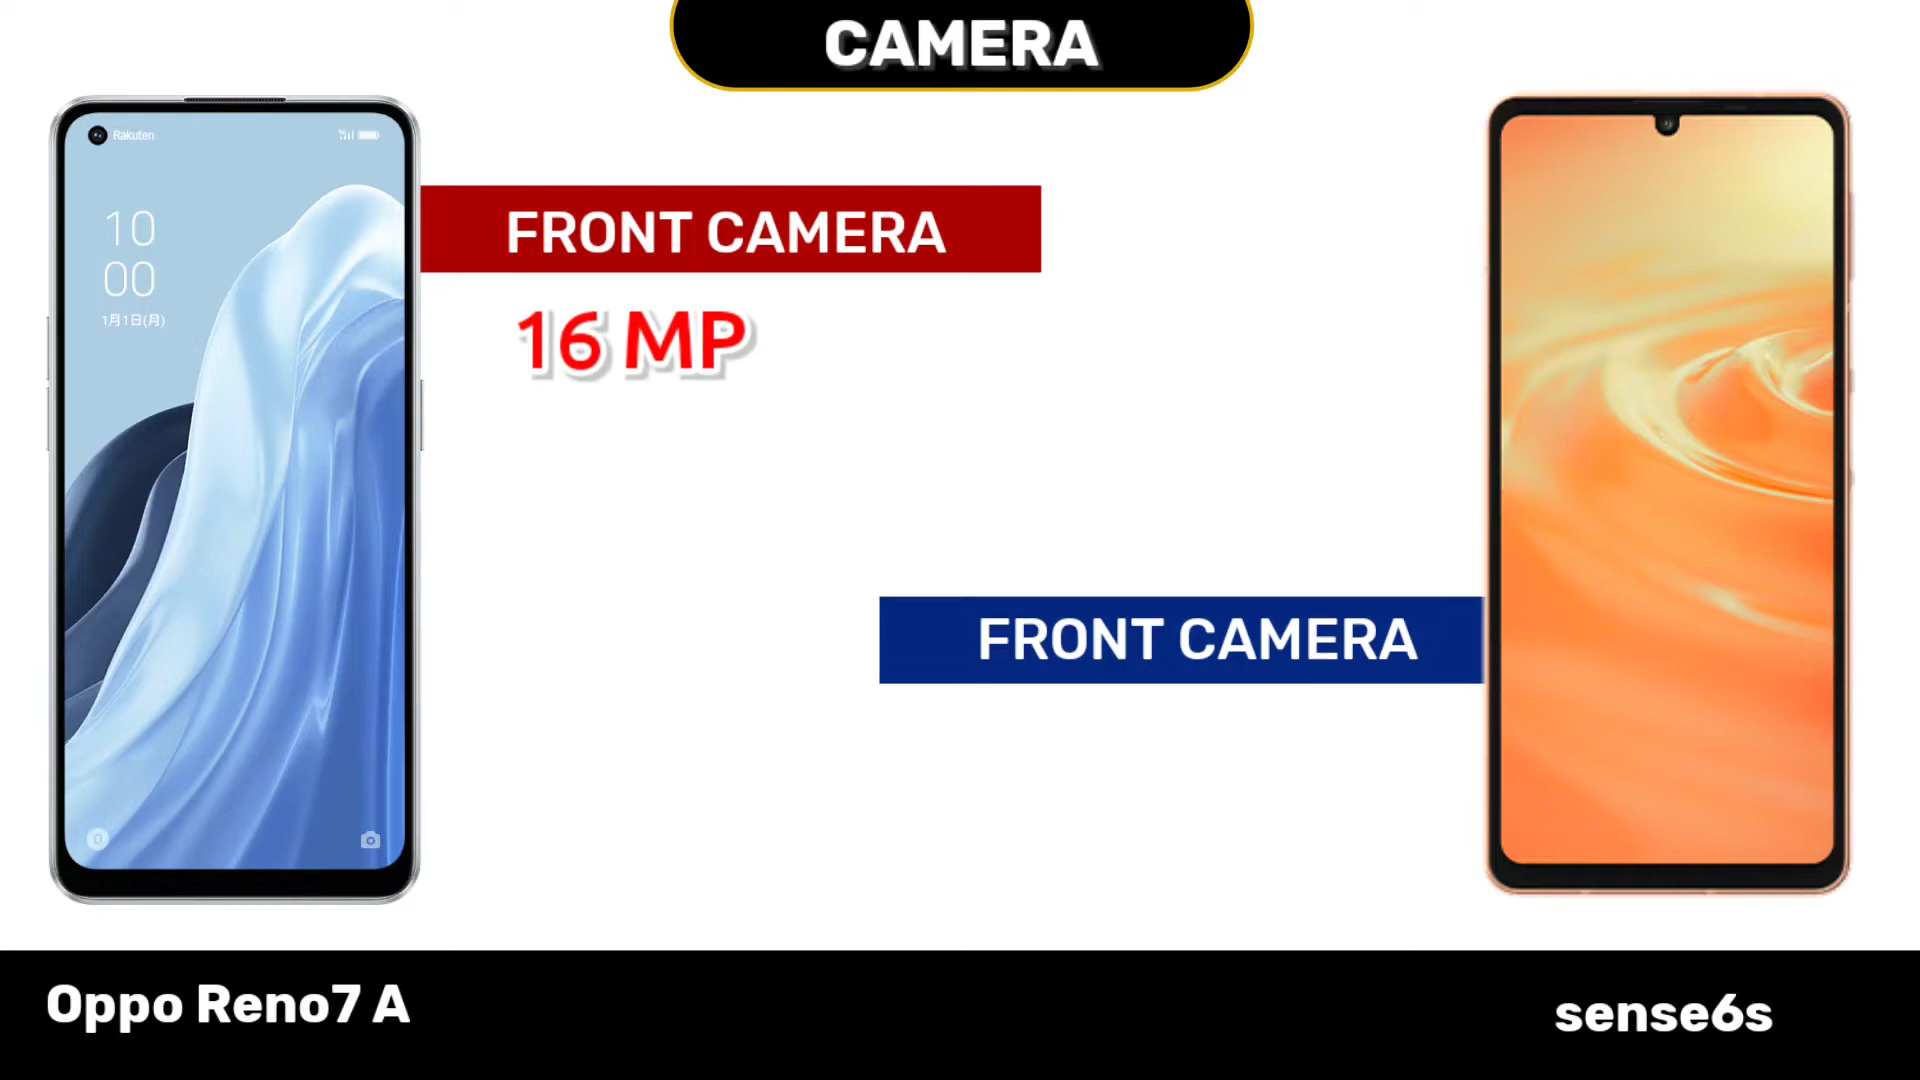 CAMERA
Rakuten
10
00
1月1日(月)
FRONT CAMERA
16 MP
FRONT CAMERA
Oppo Reno7 A
sense6s